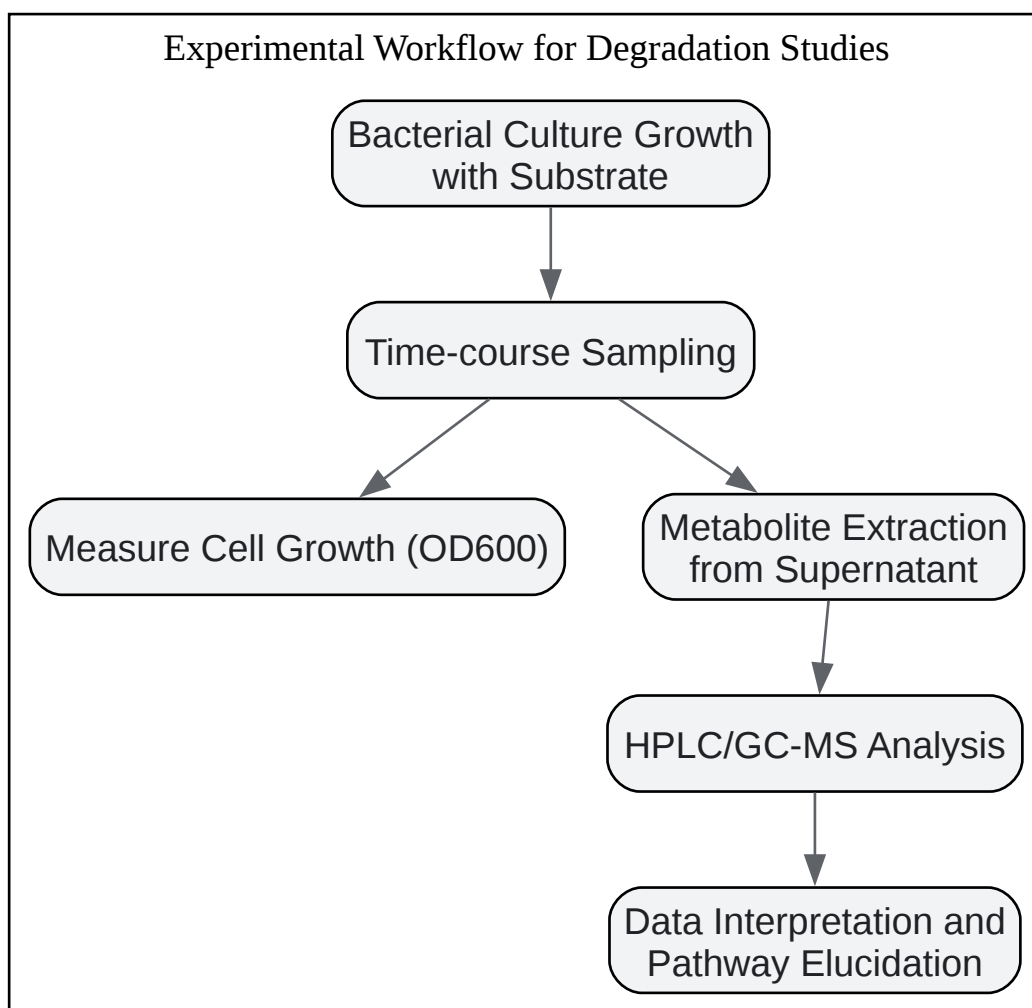 Experimental Workflow for Degradation Studies
Bacterial Culture Growth
with Substrate
Time-course Sampling
Measure Cell Growth (OD600)
Metabolite Extraction
from Supernatant
HPLC/GC-MS Analysis
Data Interpretation and
Pathway Elucidation